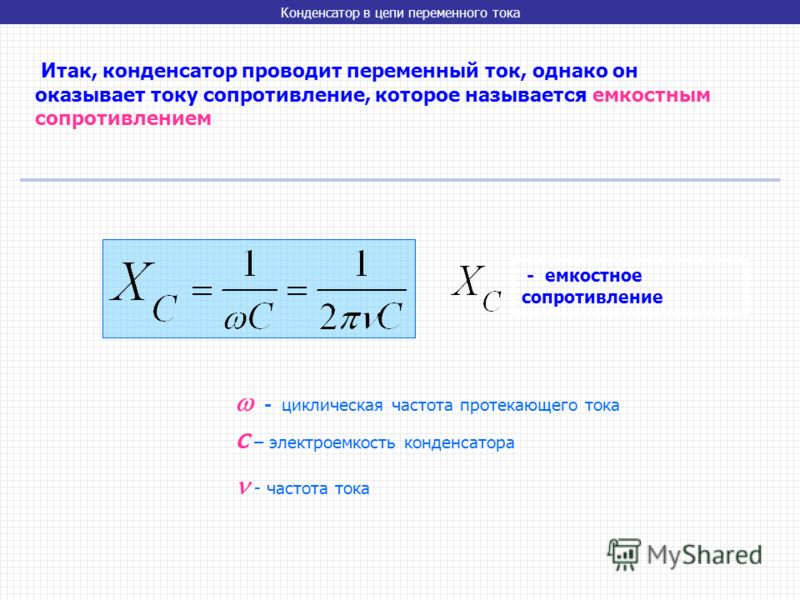 Конденсатор в цепи переменного тока
Итак, конденсатор проводит переменный ток, однако он
оказывает току сопротивление, которое называется емкостным
сопротивлением
X_C = 1/ωC = 1/2πνC
X_C - емкостное
сопротивление
ω - циклическая частота протекающего тока
C – электроемкость конденсатора
ν - частота тока
MyShared